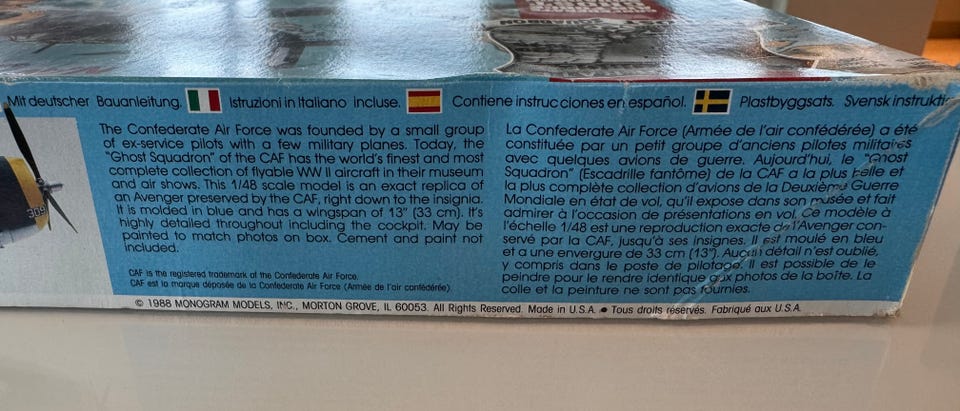 Mit deutscher Bauanleitung. Istruzioni in Italiano incluse. Contiene instrucciones en español. Plastbyggsats. Svensk
The Confederate Air Force was founded by a small group
of ex-service pilots with a few military planes. Today, the
"Ghost Squadron" of the CAF has the world's finest and most
complete collection of flyable WW II aircraft in their museum
and air shows. This 1/48 scale model is an exact replica of
an Avenger preserved by the CAF, right down to the insignia.
It is molded in blue and has a wingspan of 13" (33 cm). It's
highly detailed throughout including the cockpit. May be
painted to match photos on box. Cement and paint not
included.
CAF is the registered trademark of the Confederate Air Force.
CAF est la marque déposée de la Confederate Air Force (Armée de l'air confédérée).
La Confederate Air Force (Armée de l'air confédérée) a été
constituée par un petit groupe d'anciens pilotes militaires
avec quelques avions de guerre. Aujourd'hui, le "Ghost
Squadron" (Escadrille fantôme) de la CAF a la plus belle et
la plus complète collection d'avions de la Deuxième Guerre
Mondiale en état de vol, qu'il expose dans son musée et fait
admirer à l'occasion de présentations en vol. Ce modèle à
l'échelle 1/48 est une reproduction exacte de l'Avenger con-
servé par la CAF, jusqu'à ses insignes. Il est moulé en bleu
et a une envergure de 33 cm (13"). Aucun détail n'est oublié,
y compris dans le poste de pilotage. Il est possible de le
peindre pour le rendre identique aux photos de la boîte. La
colle et la peinture ne sont pas fournies.
309
© 1988 MONOGRAM MODELS, INC., MORTON GROVE, IL 60053. All Rights Reserved. Made in U.S.A. • Tous droits réservés. Fabriqué aux U.S.A.